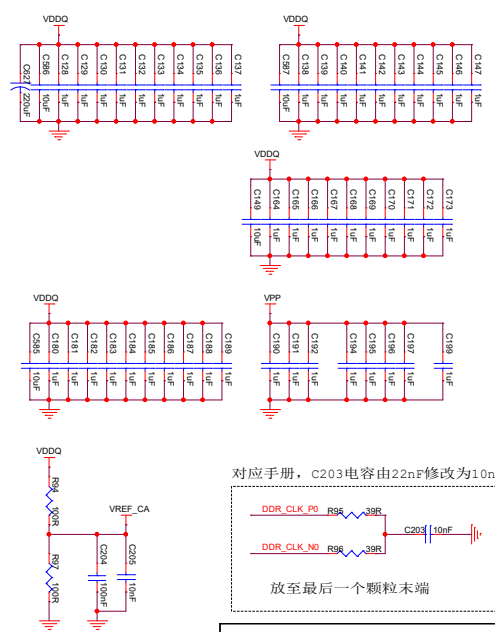 VDDQ
C627 220uF
C586 10uF
C128 1uF
C129 1uF
C130 1uF
C131 1uF
C132 1uF
C133 1uF
C134 1uF
C135 1uF
C136 1uF
C137 1uF
VDDQ
C587 10uF
C138 1uF
C139 1uF
C140 1uF
C141 1uF
C142 1uF
C143 1uF
C144 1uF
C145 1uF
C146 1uF
C147 1uF
VDDQ
C149 10uF
C164 1uF
C165 1uF
C166 1uF
C167 1uF
C168 1uF
C169 1uF
C170 1uF
C171 1uF
C172 1uF
C173 1uF
VDDQ
C585 10uF
C180 1uF
C181 1uF
C182 1uF
C183 1uF
C184 1uF
C185 1uF
C186 1uF
C187 1uF
C188 1uF
C189 1uF
VPP
C190 1uF
C191 1uF
C192 1uF
C194 1uF
C195 1uF
C196 1uF
C197 1uF
C199 1uF
VDDQ
R94 100R
R97 100R
VREF_CA
C204 100nF
C205 10nF
对应手册，C203电容由22nF修改为10n
DDR_CLK_P0 R95 39R
C203 10nF
DDR_CLK_N0 R96 39R
放至最后一个颗粒末端